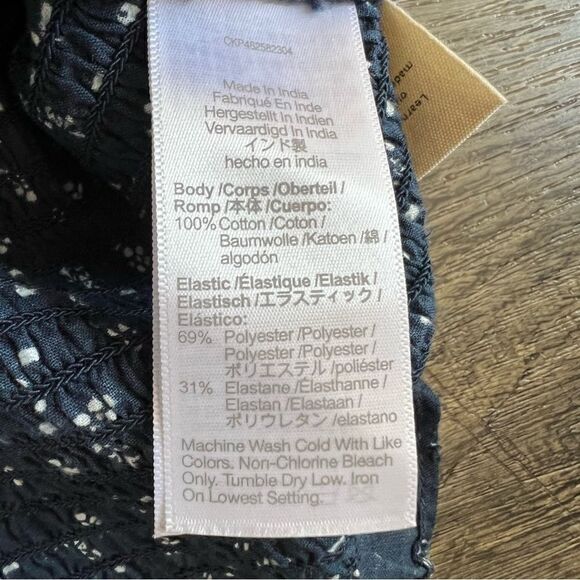 CKP482582304
Made In India
Fabriqué En Inde
Hergestellt In Indien
Vervaardigd In India
インド製
hecho en india
Body /Corps/Oberteil /
Romp /本体 /Cuerpo:
100% Cotton /Coton /
Baumwolle /Katoen /綿 /
algodón
Elastic /Élastique /Elastik /
Elastisch /エラスティック /
Elástico:
69% Polyester /Polyester /
Polyester /Polyester /
ポリエステル /poliéster
31% Elastane /Élasthanne /
Elastan /Elastaan /
ポリウレタン /elastano
Machine Wash Cold With Like
Colors. Non-Chlorine Bleach
Only. Tumble Dry Low. Iron
On Lowest Setting.
Learn
made